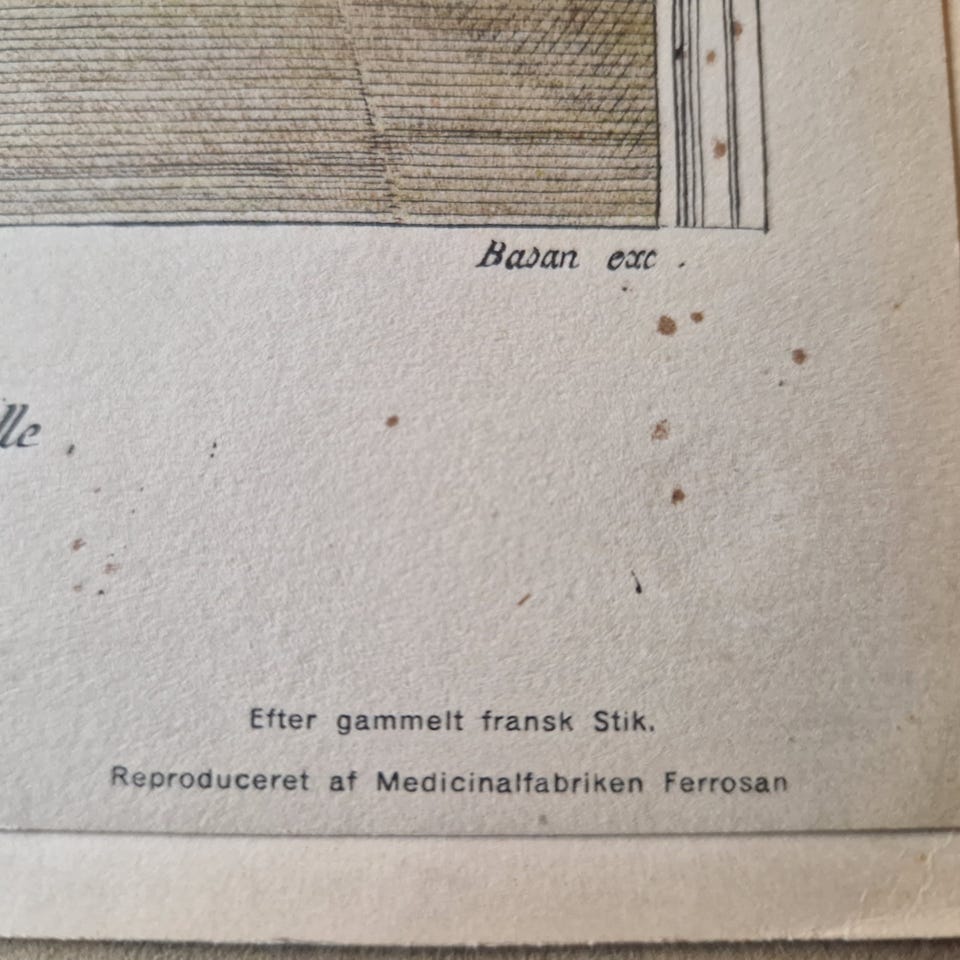 Basan exc .
lle .
Efter gammelt fransk Stik.
Reproduceret af Medicinalfabriken Ferrosan